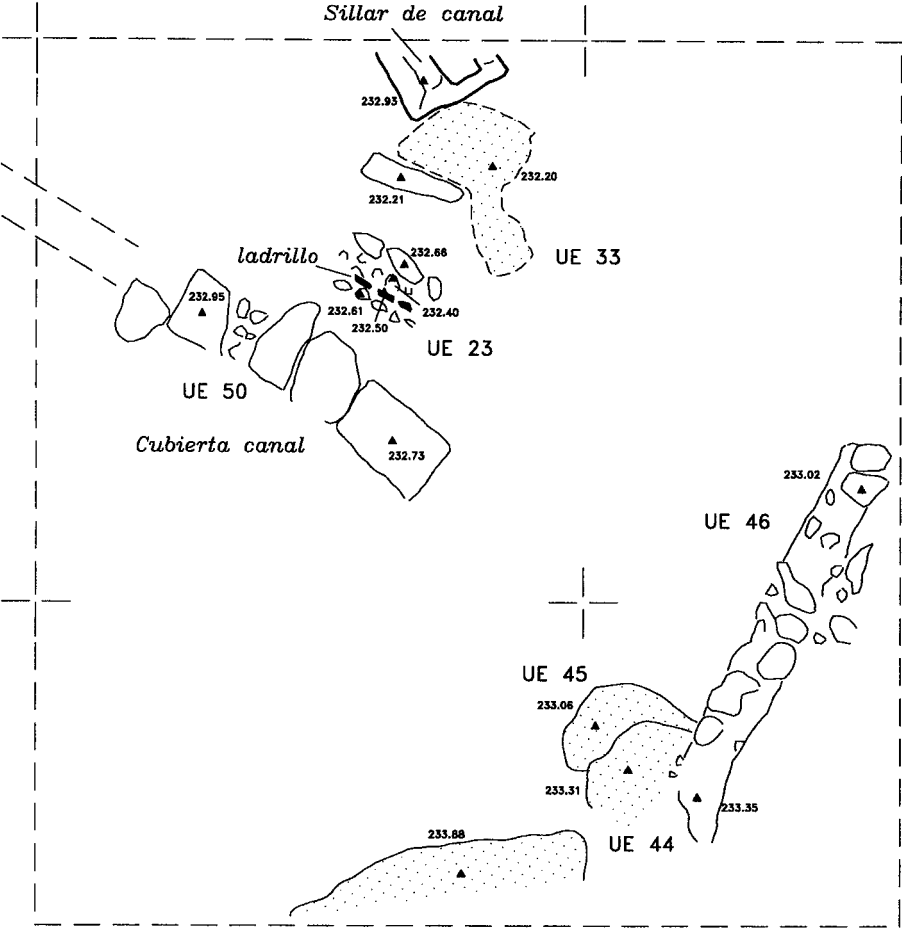 Sillar de canal
232.93
232.20
232.21
UE 33
232.66
ladrillo
232.95
232.61
232.40
232.50
UE 23
UE 50
Cubierta canal
232.73
233.02
UE 46
UE 45
233.06
233.31
233.35
233.88
UE 44